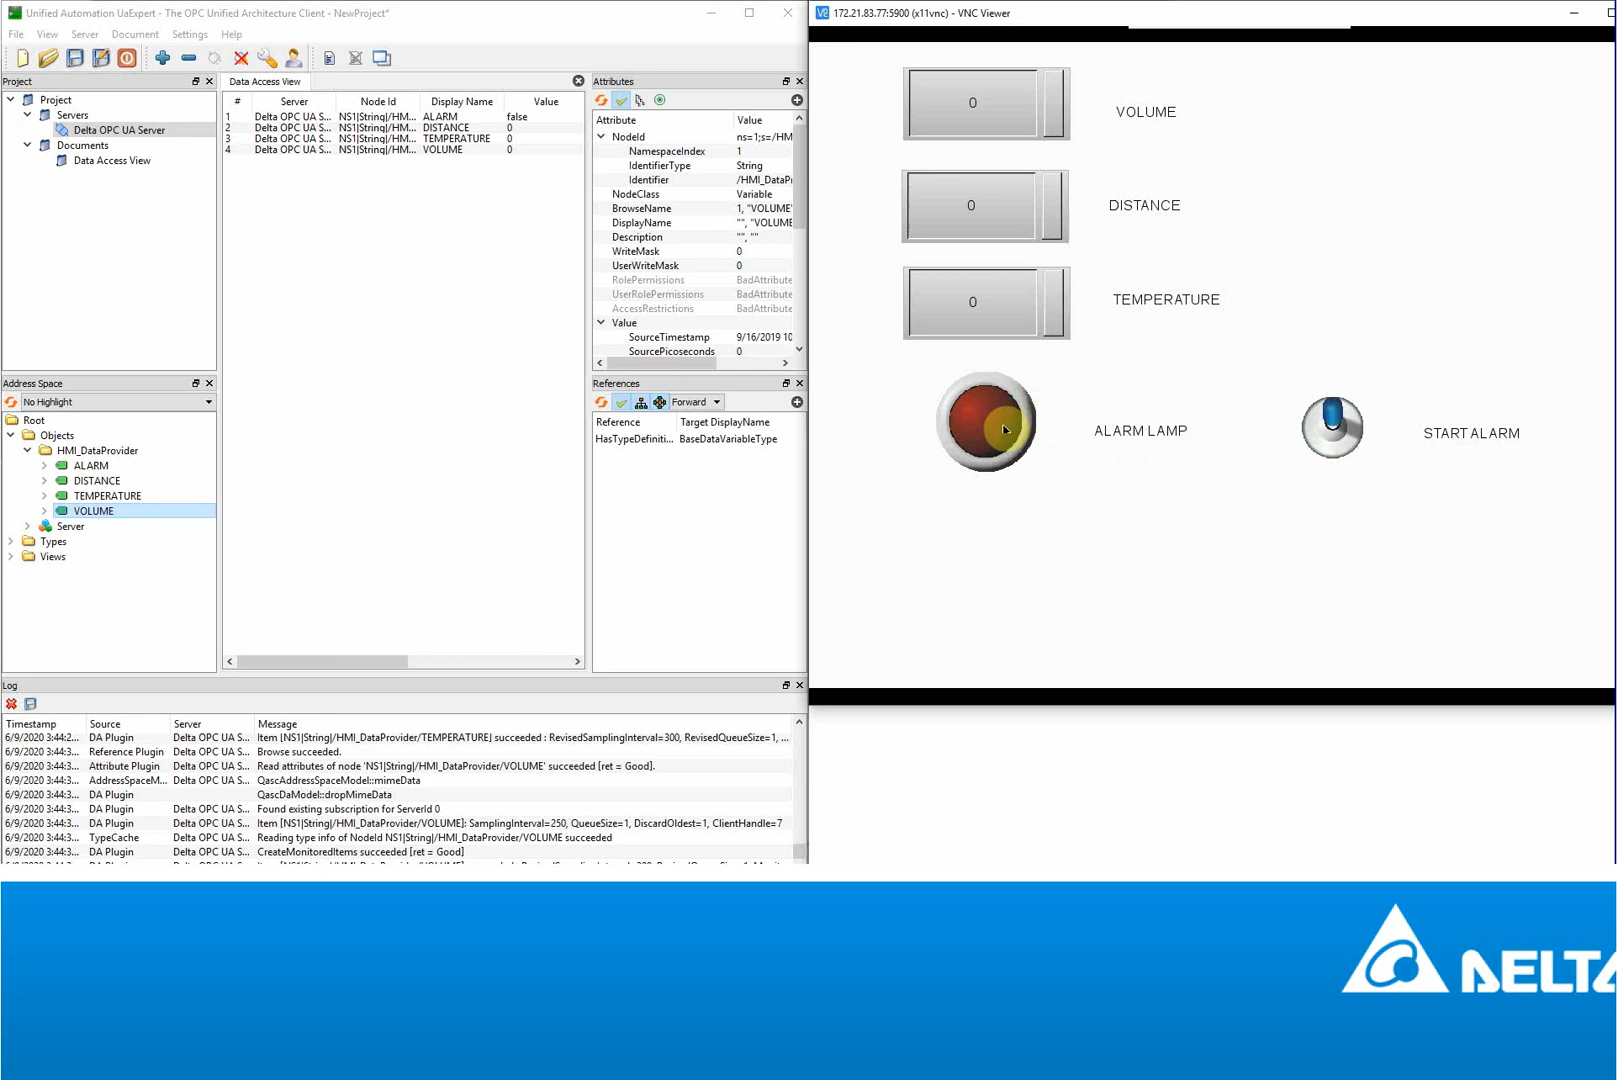 Unified Automation UaExpert - The OPC Unified Architecture Client - NewProject*
File View Server Document Settings Help
Project
Project
Servers
Delta OPC UA Server
Documents
Data Access View
Data Access View
# Server Node Id Display Name Value
1 Delta OPC UA S... NS1|String|/HM... ALARM false
2 Delta OPC UA S... NS1|String|/HM... DISTANCE 0
3 Delta OPC UA S... NS1|String|/HM... TEMPERATURE 0
4 Delta OPC UA S... NS1|String|/HM... VOLUME 0
Attributes
Attribute Value
NodeId ns=1;s=/HM
NamespaceIndex 1
IdentifierType String
Identifier /HMI_DataPr
NodeClass Variable
BrowseName 1, "VOLUME"
DisplayName "", "VOLUME
Description "", ""
WriteMask 0
UserWriteMask 0
RolePermissions BadAttribute
UserRolePermissions BadAttribute
AccessRestrictions BadAttribute
Value
SourceTimestamp 9/16/2019 10
SourcePicoseconds 0
Address Space
No Highlight
Root
Objects
HMI_DataProvider
ALARM
DISTANCE
TEMPERATURE
VOLUME
Server
Types
Views
References
Forward
Reference Target DisplayName
HasTypeDefiniti... BaseDataVariableType
Log
Timestamp Source Server Message
6/9/2020 3:44:2... DA Plugin Delta OPC UA S... Item [NS1|String|/HMI_DataProvider/TEMPERATURE] succeeded : RevisedSamplingInterval=300, RevisedQueueSize=1, ...
6/9/2020 3:44:3... Reference Plugin Delta OPC UA S... Browse succeeded.
6/9/2020 3:44:3... Attribute Plugin Delta OPC UA S... Read attributes of node 'NS1|String|/HMI_DataProvider/VOLUME' succeeded [ret = Good].
6/9/2020 3:44:3... AddressSpaceM... Delta OPC UA S... QascAddressSpaceModel::mimeData
6/9/2020 3:44:3... DA Plugin QascDaModel::dropMimeData
6/9/2020 3:44:3... DA Plugin Delta OPC UA S... Found existing subscription for ServerId 0
6/9/2020 3:44:3... DA Plugin Delta OPC UA S... Item [NS1|String|/HMI_DataProvider/VOLUME]: SamplingInterval=250, QueueSize=1, DiscardOldest=1, ClientHandle=7
6/9/2020 3:44:3... TypeCache Delta OPC UA S... Reading type info of NodeId NS1|String|/HMI_DataProvider/VOLUME succeeded
6/9/2020 3:44:3... DA Plugin Delta OPC UA S... CreateMonitoredItems succeeded [ret = Good]
172.21.83.77:5900 (x11vnc) - VNC Viewer
0 VOLUME
0 DISTANCE
0 TEMPERATURE
ALARM LAMP START ALARM
DELTA